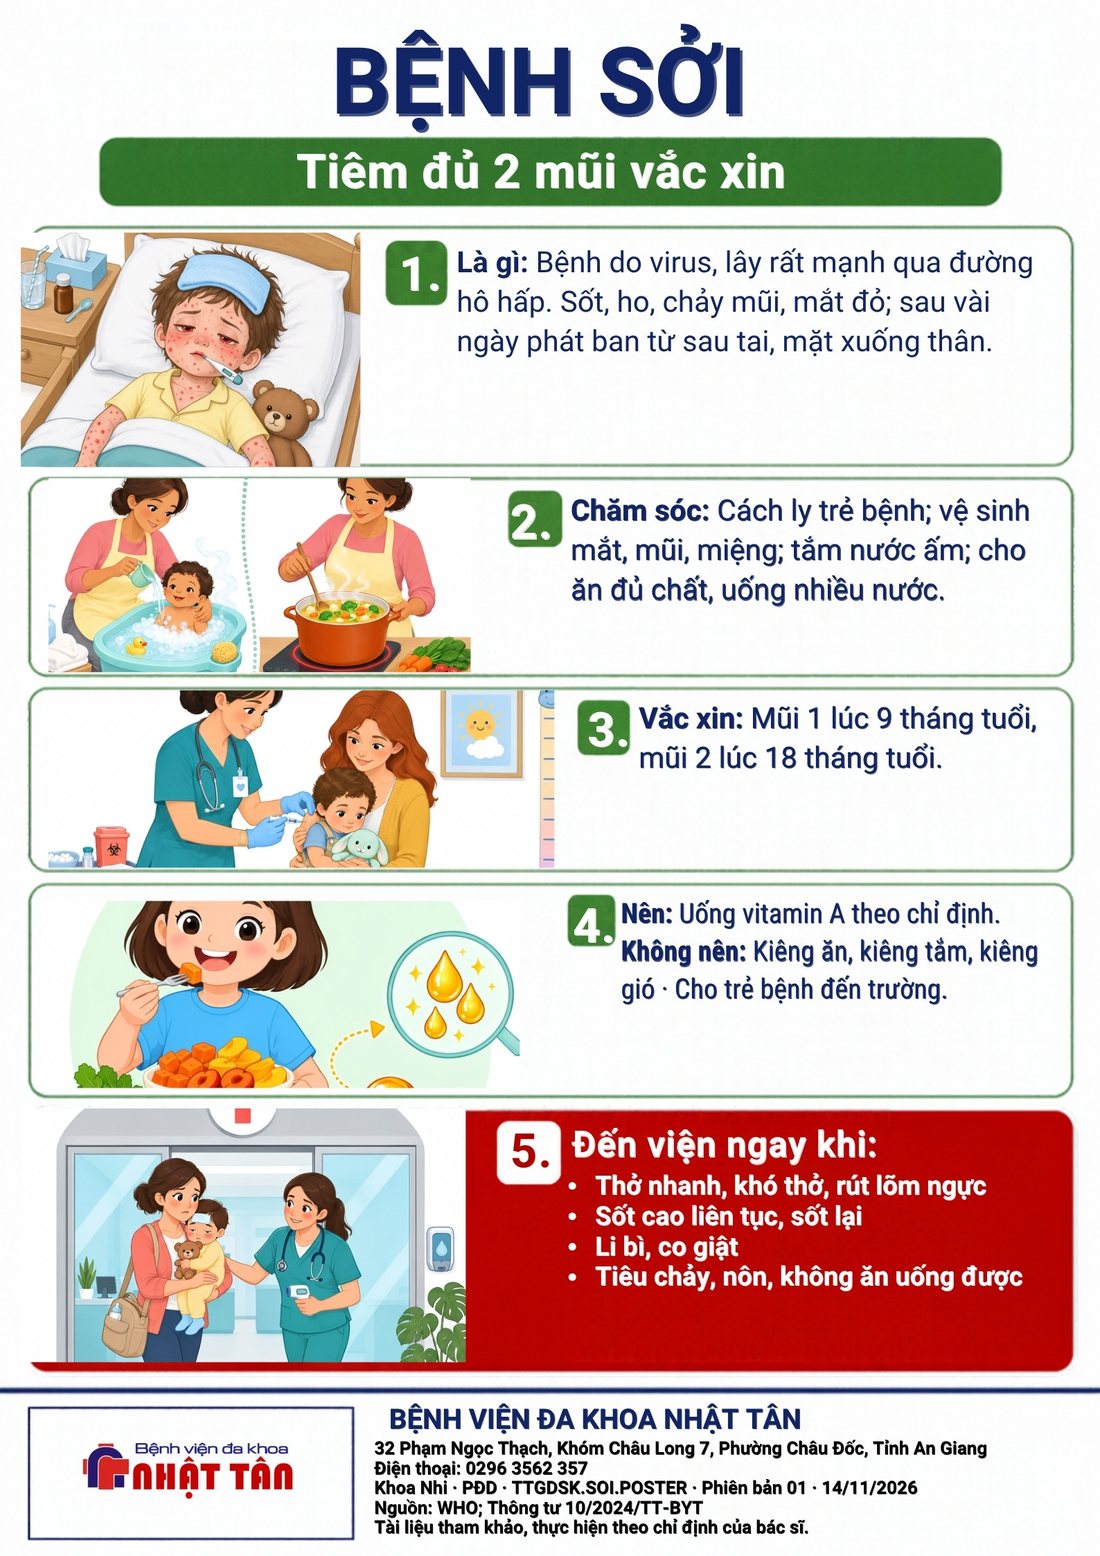 BỆNH SỞI
Tiêm đủ 2 mũi vắc xin
1. Là gì: Bệnh do virus, lây rất mạnh qua đường
hô hấp. Sốt, ho, chảy mũi, mắt đỏ; sau vài
ngày phát ban từ sau tai, mặt xuống thân.
2. Chăm sóc: Cách ly trẻ bệnh; vệ sinh
mắt, mũi, miệng; tắm nước ấm; cho
ăn đủ chất, uống nhiều nước.
3. Vắc xin: Mũi 1 lúc 9 tháng tuổi,
mũi 2 lúc 18 tháng tuổi.
4. Nên: Uống vitamin A theo chỉ định.
Không nên: Kiêng ăn, kiêng tắm, kiêng
gió · Cho trẻ bệnh đến trường.
5. Đến viện ngay khi:
• Thở nhanh, khó thở, rút lõm ngực
• Sốt cao liên tục, sốt lại
• Li bì, co giật
• Tiêu chảy, nôn, không ăn uống được
Bệnh viện đa khoa
NHẬT TÂN
BỆNH VIỆN ĐA KHOA NHẬT TÂN
32 Phạm Ngọc Thạch, Khóm Châu Long 7, Phường Châu Đốc, Tỉnh An Giang
Điện thoại: 0296 3562 357
Khoa Nhi · PĐD · TTGDSK.SOI.POSTER · Phiên bản 01 · 14/11/2026
Nguồn: WHO; Thông tư 10/2024/TT-BYT
Tài liệu tham khảo, thực hiện theo chỉ định của bác sĩ.